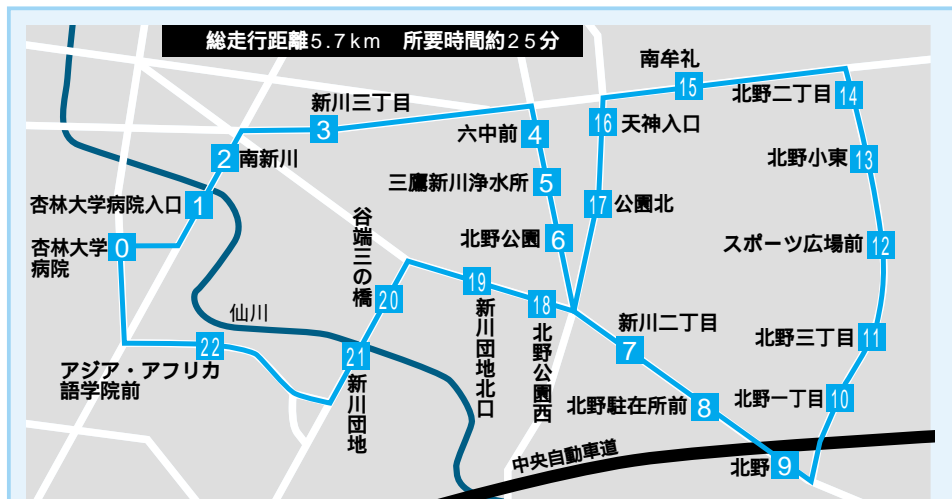 総走行距離5.7km 所要時間約25分
0
杏林大学
病院
1
杏林大学病院入口
2
南新川
3
新川三丁目
4
六中前
5
三鷹新川浄水所
6
北野公園
7
新川二丁目
8
北野駐在所前
9
北野
10
北野一丁目
11
北野三丁目
12
スポーツ広場前
13
北野小東
14
北野二丁目
15
南牟礼
16
天神入口
17
公園北
18
北野公園西
19
新川団地北口
20
谷端三の橋
21
新川団地
22
アジア・アフリカ
語学院前
仙川
中央自動車道